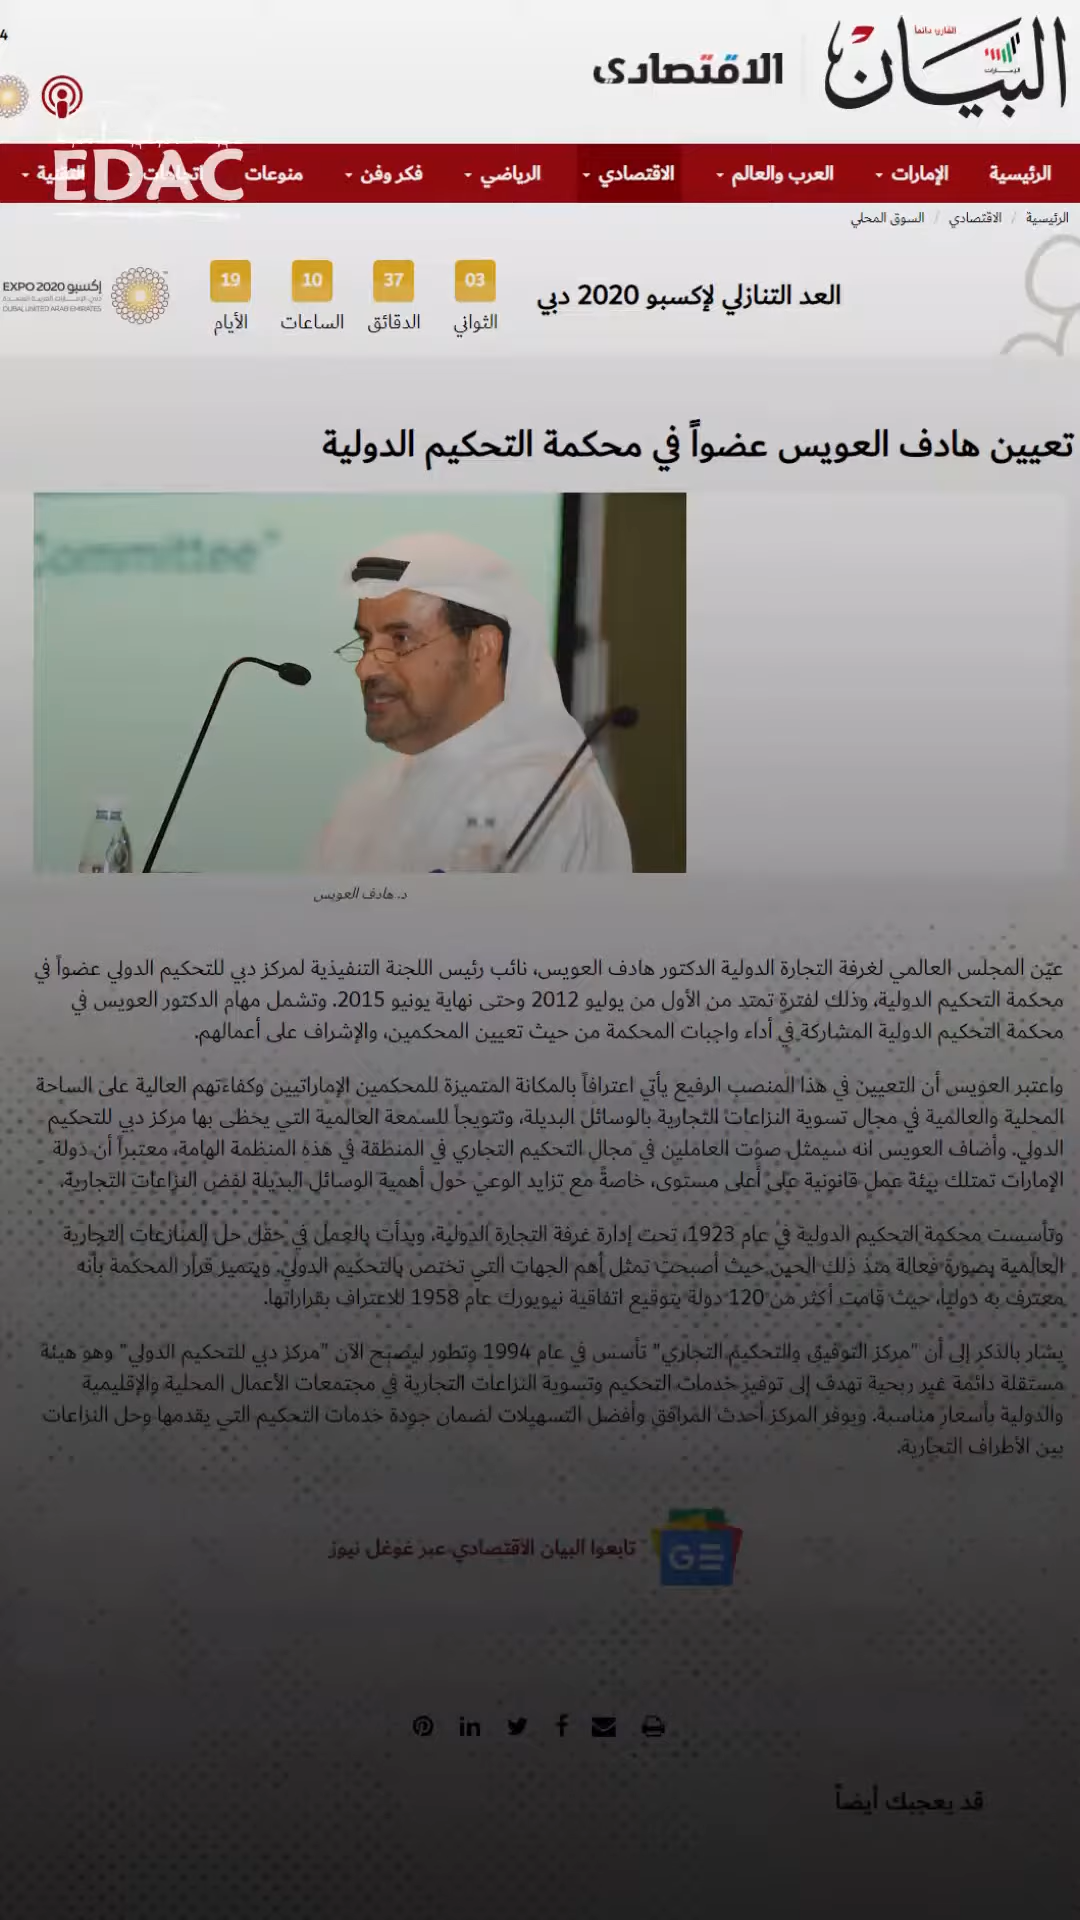 4
البيان
القارئ دائماً
الإمارات
الاقتصادي
EDAC
الرئيسية
الإمارات
العرب والعالم
الاقتصادي
الرياضي
فكر وفن
منوعات
اتجاهات
التقنية
الرئيسية / الاقتصادي / السوق المحلي
العد التنازلي لإكسبو 2020 دبي
03 37 10 19
الثواني الدقائق الساعات الأيام
إكسبو EXPO 2020
دبي، الإمارات العربية المتحدة
DUBAI, UNITED ARAB EMIRATES
تعيين هادف العويس عضواً في محكمة التحكيم الدولية
Committee"
د. هادف العويس
عيّن المجلس العالمي لغرفة التجارة الدولية الدكتور هادف العويس، نائب رئيس اللجنة التنفيذية لمركز دبي للتحكيم الدولي عضواً في
محكمة التحكيم الدولية، وذلك لفترة تمتد من الأول من يوليو 2012 وحتى نهاية يونيو 2015. وتشمل مهام الدكتور العويس في
محكمة التحكيم الدولية المشاركة في أداء واجبات المحكمة من حيث تعيين المحكمين، والإشراف على أعمالهم.
واعتبر العويس أن التعيين في هذا المنصب الرفيع يأتي اعترافاً بالمكانة المتميزة للمحكمين الإماراتيين وكفاءتهم العالية على الساحة
المحلية والعالمية في مجال تسوية النزاعات التجارية بالوسائل البديلة، وتتويجاً للسمعة العالمية التي يحظى بها مركز دبي للتحكيم
الدولي. وأضاف العويس انه سيمثل صوت العاملين في مجال التحكيم التجاري في المنطقة في هذه المنظمة الهامة، معتبراً أن دولة
الإمارات تمتلك بيئة عمل قانونية على أعلى مستوى، خاصةً مع تزايد الوعي حول أهمية الوسائل البديلة لفض النزاعات التجارية.
وتأسست محكمة التحكيم الدولية في عام 1923، تحت إدارة غرفة التجارة الدولية، وبدأت بالعمل في حقل حل المنازعات التجارية
العالمية بصورة فعالة منذ ذلك الحين حيث أصبحت تمثل أهم الجهات التي تختص بالتحكيم الدولي. ويتميز قرار المحكمة بأنه
معترف به دولياً، حيث قامت أكثر من 120 دولة بتوقيع اتفاقية نيويورك عام 1958 للاعتراف بقراراتها.
يشار بالذكر إلى أن "مركز التوفيق والتحكيم التجاري" تأسس في عام 1994 وتطور ليصبح الآن "مركز دبي للتحكيم الدولي" وهو هيئة
مستقلة دائمة غير ربحية تهدف إلى توفير خدمات التحكيم وتسوية النزاعات التجارية في مجتمعات الأعمال المحلية والإقليمية
والدولية بأسعار مناسبة. ويوفر المركز أحدث المرافق وأفضل التسهيلات لضمان جودة خدمات التحكيم التي يقدمها وحل النزاعات
بين الأطراف التجارية.
تابعوا البيان الاقتصادي عبر غوغل نيوز
قد يعجبك أيضاً